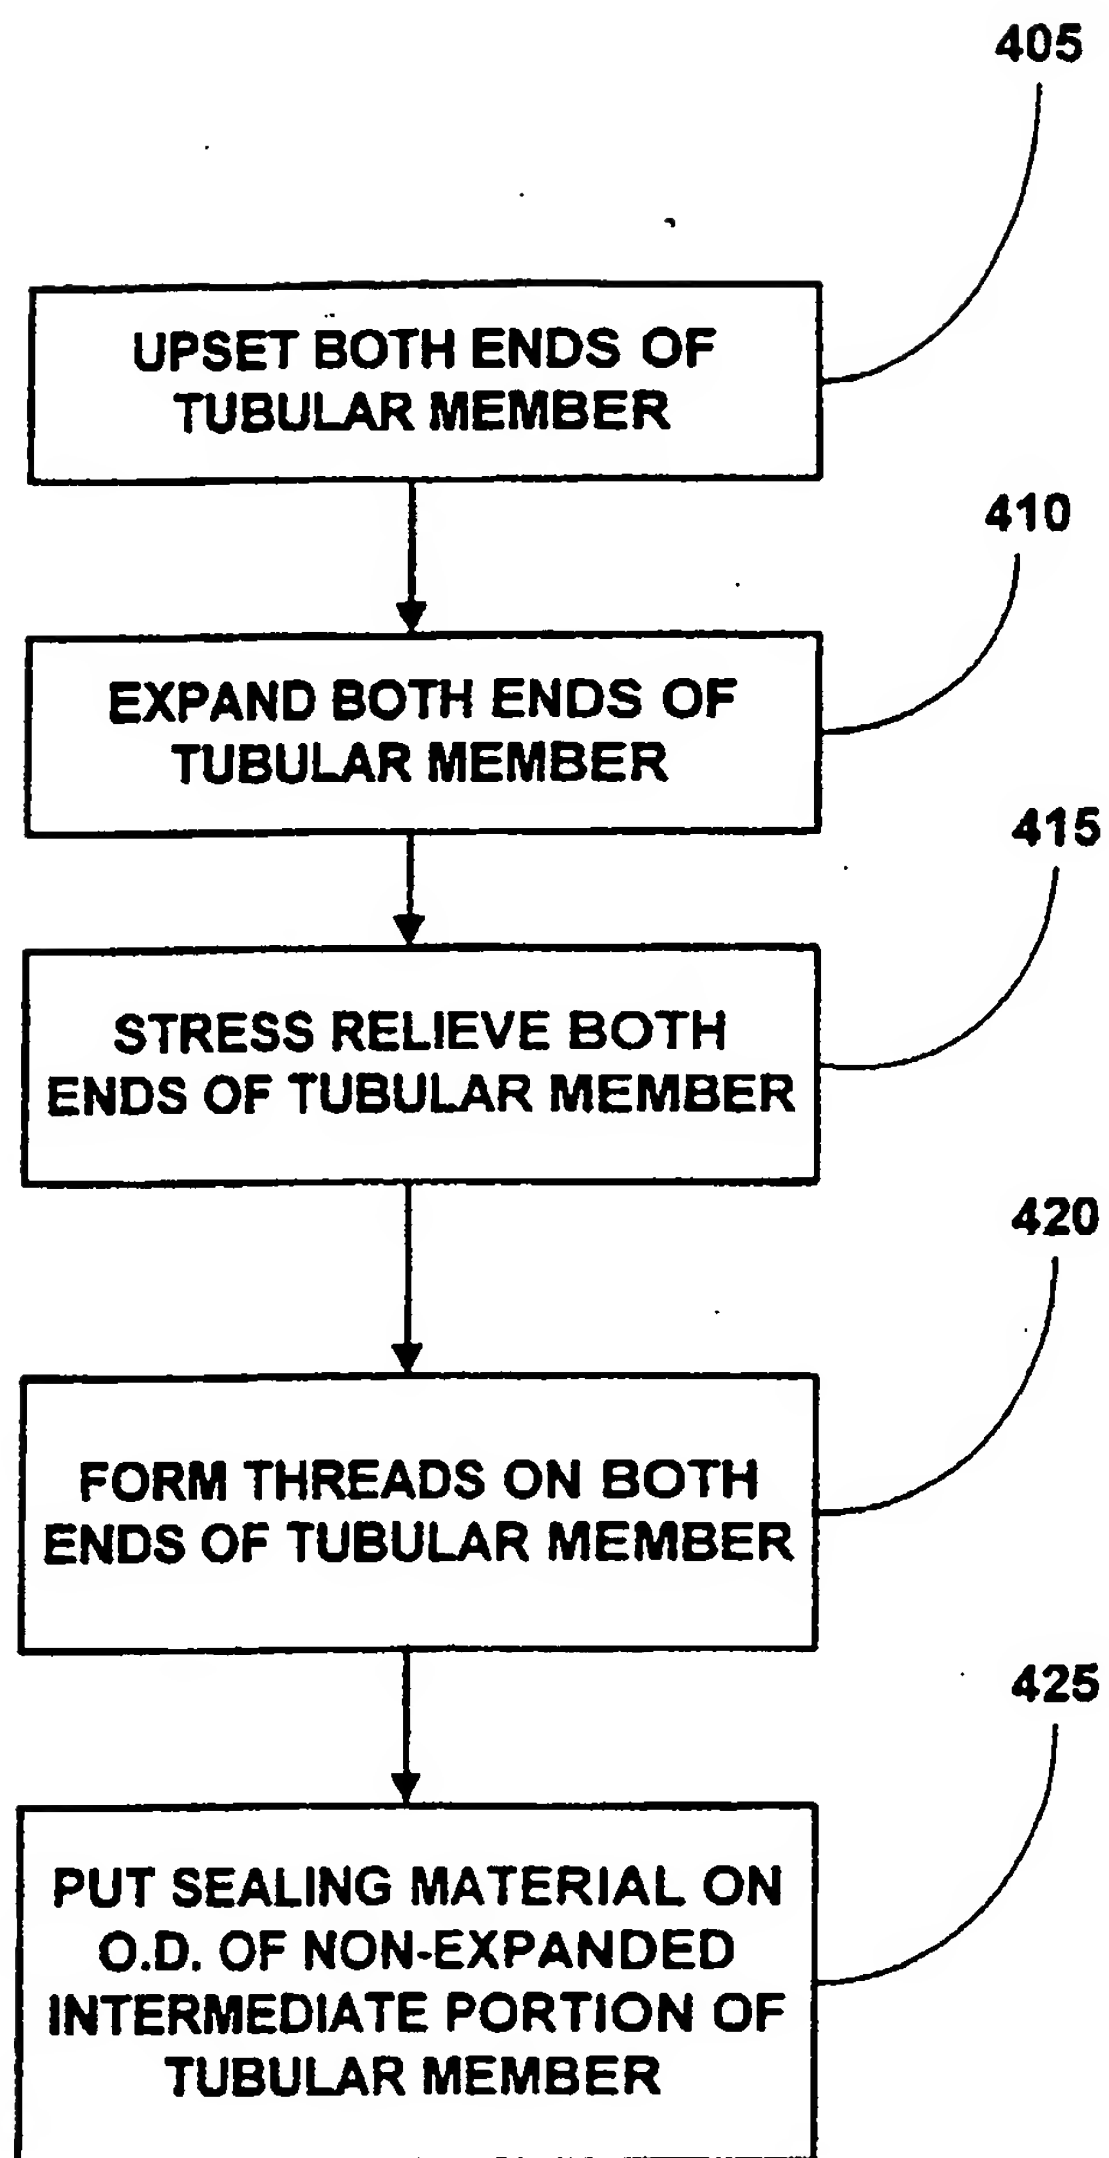 405
UPSET BOTH ENDS OF
TUBULAR MEMBER
410
EXPAND BOTH ENDS OF
TUBULAR MEMBER
415
STRESS RELIEVE BOTH
ENDS OF TUBULAR MEMBER
420
FORM THREADS ON BOTH
ENDS OF TUBULAR MEMBER
425
PUT SEALING MATERIAL ON
O.D. OF NON-EXPANDED
INTERMEDIATE PORTION OF
TUBULAR MEMBER